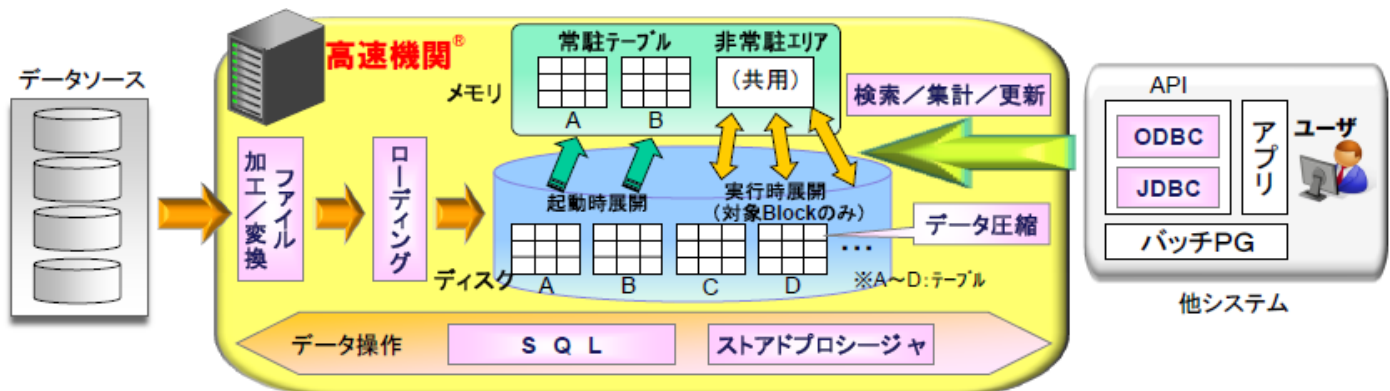 データソース
高速機関®
メモリ
常駐テーブル
非常駐エリア
(共用)
A
B
検索/集計/更新
API
ODBC
JDBC
アプリ
ユーザ
バッチPG
他システム
ファイル
加工/変換
ローディング
起動時展開
実行時展開
(対象Blockのみ)
データ圧縮
ディスク
A
B
C
D
・・・
※A~D:テーブル
データ操作
SQL
ストアドプロシージャ